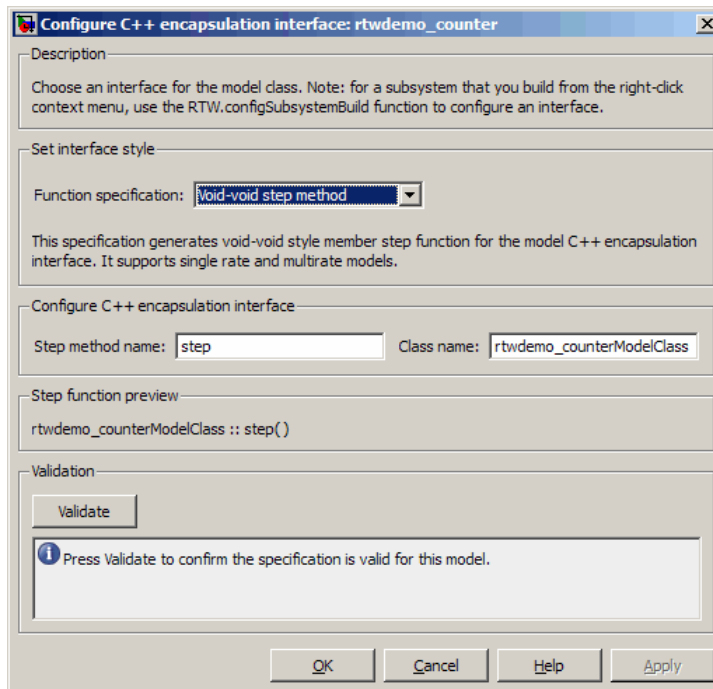 Configure C++ encapsulation interface: rtwdemo_counter
Description
Choose an interface for the model class. Note: for a subsystem that you build from the right-click
context menu, use the RTW.configSubsystemBuild function to configure an interface.
Set interface style
Function specification: Void-void step method
This specification generates void-void style member step function for the model C++ encapsulation
interface. It supports single rate and multirate models.
Configure C++ encapsulation interface
Step method name: step Class name: rtwdemo_counterModelClass
Step function preview
rtwdemo_counterModelClass :: step( )
Validation
Validate
Press Validate to confirm the specification is valid for this model.
OK Cancel Help Apply